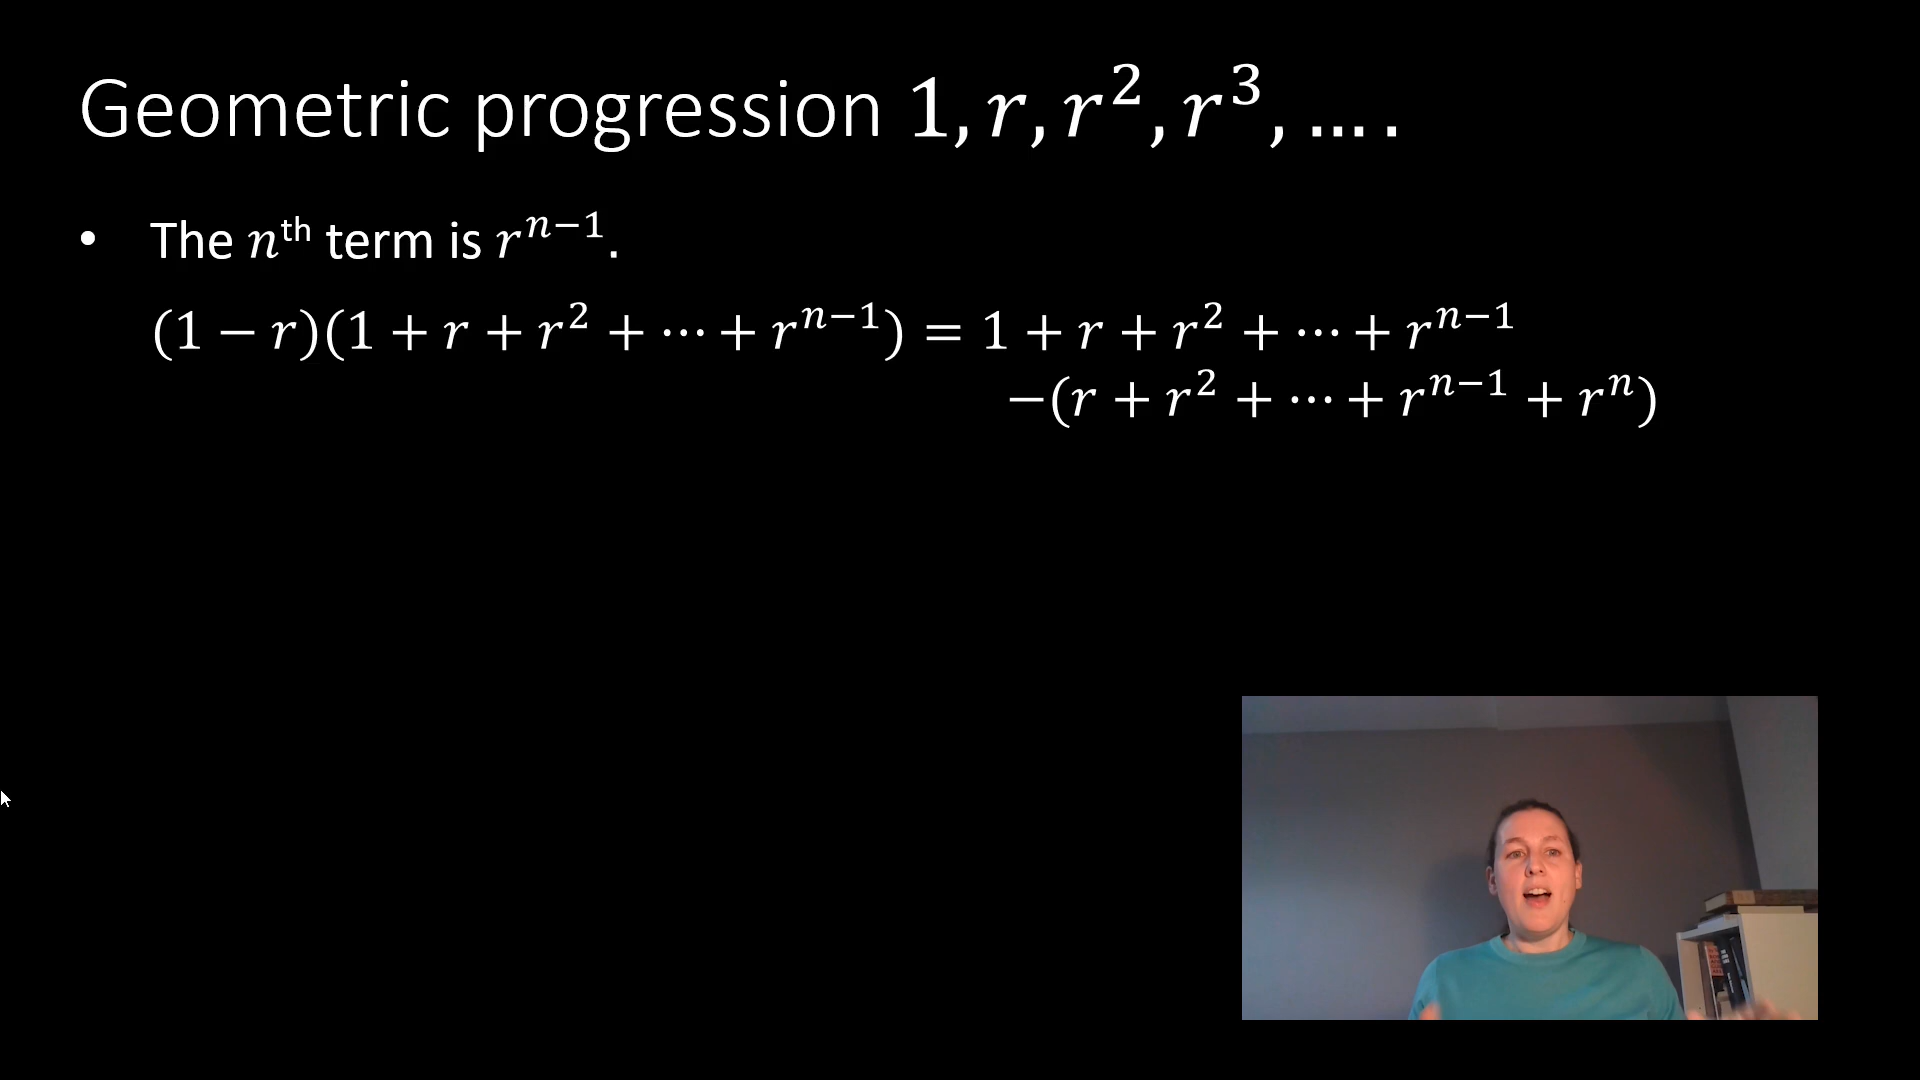 Geometric progression 1, r, r², r³, … .
• The nᵗʰ term is rⁿ⁻¹.
(1 − r)(1 + r + r² + ⋯ + rⁿ⁻¹) = 1 + r + r² + ⋯ + rⁿ⁻¹
−(r + r² + ⋯ + rⁿ⁻¹ + rⁿ)